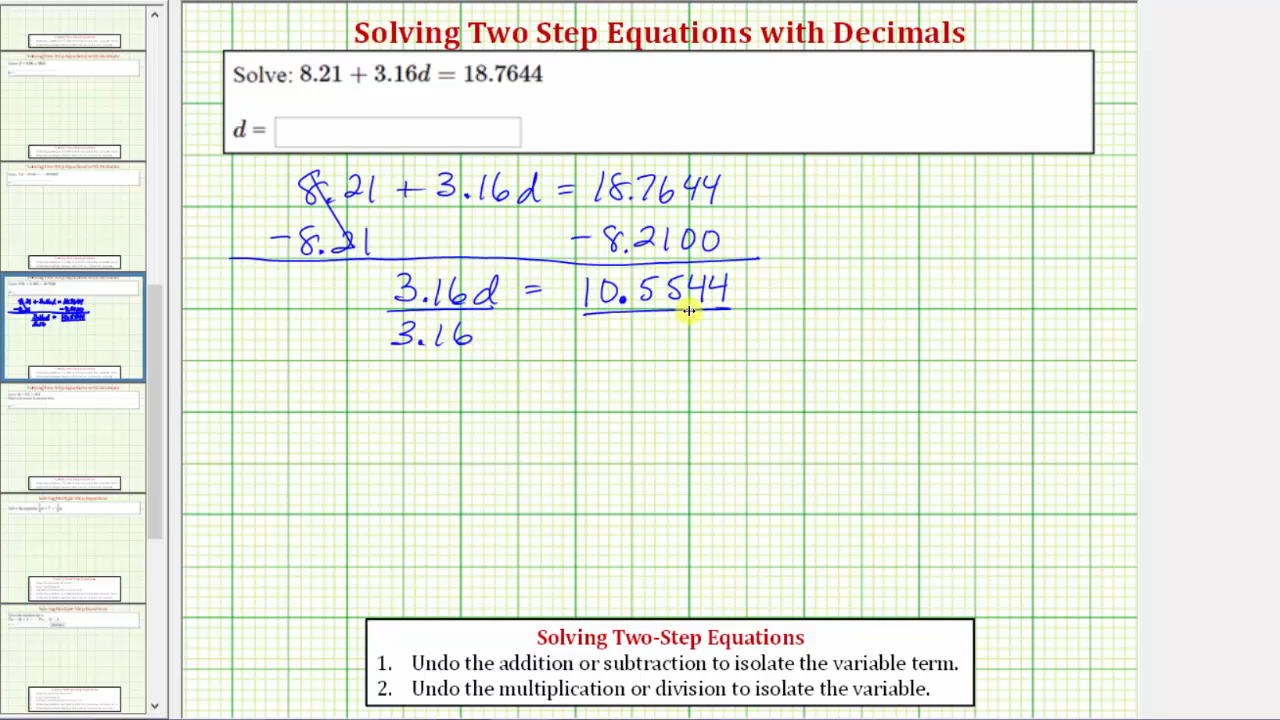 Solving Two Step Equations with Decimals
Solve: 8.21 + 3.16d = 18.7644
d =
8.21 + 3.16d = 18.7644
-8.21 -8.2100
3.16d = 10.5544
3.16
Solving Two-Step Equations
1. Undo the addition or subtraction to isolate the variable term.
2. Undo the multiplication or division to isolate the variable.